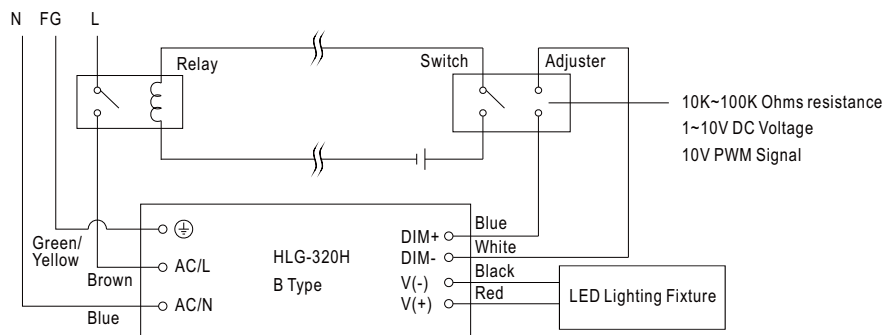 N FG L
Relay
Switch
Adjuster
10K~100K Ohms resistance
1~10V DC Voltage
10V PWM Signal
Green/
Yellow
Brown
Blue
AC/L
AC/N
HLG-320H
B Type
DIM+
DIM-
V(-)
V(+)
Blue
White
Black
Red
LED Lighting Fixture